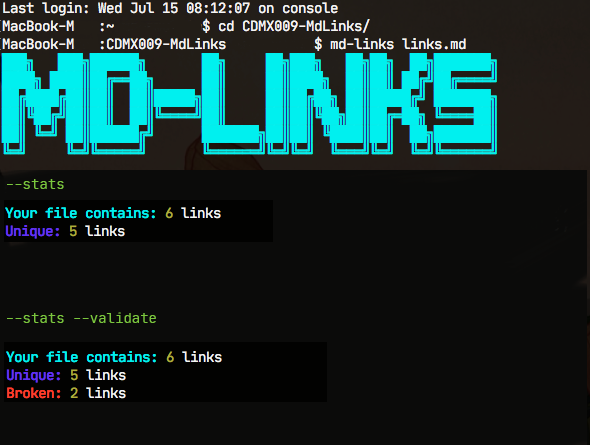 Last login: Wed Jul 15 08:12:07 on console
[MacBook-M   :~           $ cd CDMX009-MdLinks/
[MacBook-M   :CDMX009-MdLinks           $ md-links links.md
MD-LINKS
--stats
Your file contains: 6 links
Unique: 5 links
--stats --validate
Your file contains: 6 links
Unique: 5 links
Broken: 2 links